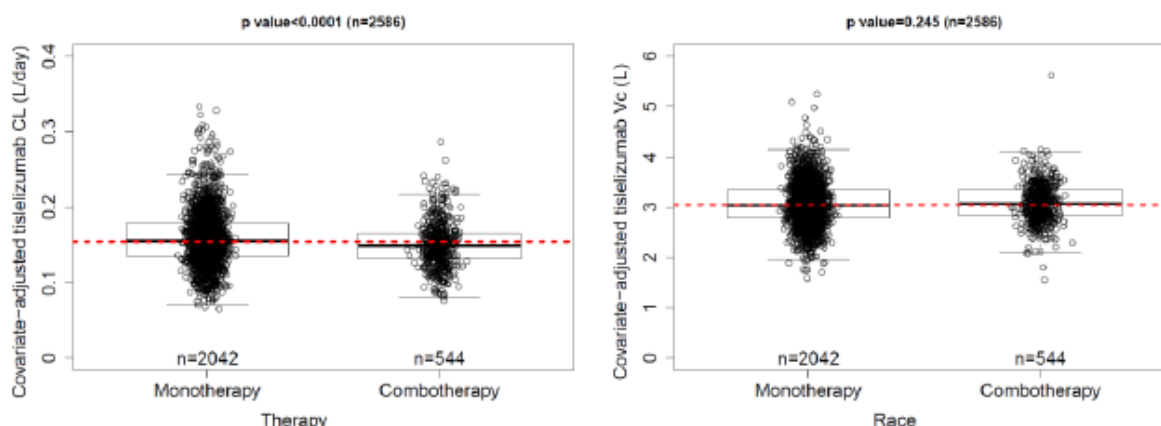 p value<0.0001 (n=2586)
Covariate-adjusted tislelizumab CL (L/day)
0.4
0.3
0.2
0.1
0
n=2042 n=544
Monotherapy Combotherapy
Therapy
p value=0.245 (n=2586)
Covariate-adjusted tislelizumab Vc (L)
6
5
4
3
2
1
0
n=2042 n=544
Monotherapy Combotherapy
Race